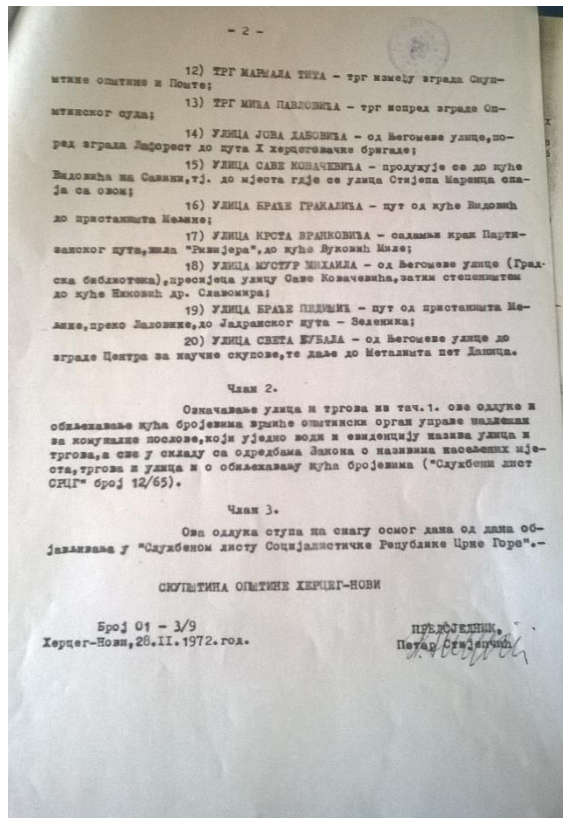 - 2 -
12) ТРГ МАРШАЛА ТИТА - трг између зграда Скуп-
штине општине и Поште;
13) ТРГ МИЋА ПАВЛОВИЋА - трг испред зграде Оп-
штинског суда;
14) УЛИЦА ЈОВА ДАБОВИЋА - од Његошеве улице,по-
ред зграда Лафорест до пута X херцеговачке бригаде;
15) УЛИЦА САВЕ КОВАЧЕВИЋА - продужује се до куће
Видовића на Савини,тј. до мјеста гдје се улица Стијепа Шаренца спа-
ја са овом;
16) УЛИЦА БРАЋЕ ГРАКАЛИЋА - пут од куће Видовић
до пристаништа Мељине;
17) УЛИЦА КРСТА ВРАНКОВИЋА - садашњи крак Парти-
занског пута,вила "Ривијера",до куће Вуковић Миле;
18) УЛИЦА МУСТУР МИХАИЛА - од Његошеве улице (Град-
ска библиотека),пресијеца улицу Саве Ковачевића,затим степеништем
до куће Никовић др. Славомира;
19) УЛИЦА БРАЋЕ ПЕДИШИЋ - пут од пристаништа Ме-
љине,преко Лаловине,до Јадранског пута - Зеленика;
20) УЛИЦА СВЕТА ВУБАЛА - од Његошеве улице до
зграде Центра за научне скупове,те даље до Металишта пет Даница.
Члан 2.
Означавање улица и тргова из тач.1. ове одлуке и
обиљежавање кућа бројевима вршиће општински орган управе надлежан
за комуналне послове,који уједно води и евиденцију назива улица и
тргова,а све у складу са одредбама Закона о називима насељених мје-
ста,тргова и улица и о обиљежавању кућа бројевима ("Службени лист
СРЦГ" број 12/65).
Члан 3.
Ова одлука ступа на снагу осмог дана од дана об-
јављивања у "Службеном листу Социјалистичке Републике Црне Горе".-
СКУПШТИНА ОПШТИНЕ ХЕРЦЕГ-НОВИ
Број 01 - 3/9
Херцег-Нови,28.II.1972.год.
ПРЕДСЈЕДНИК,
Петар Стијепчић